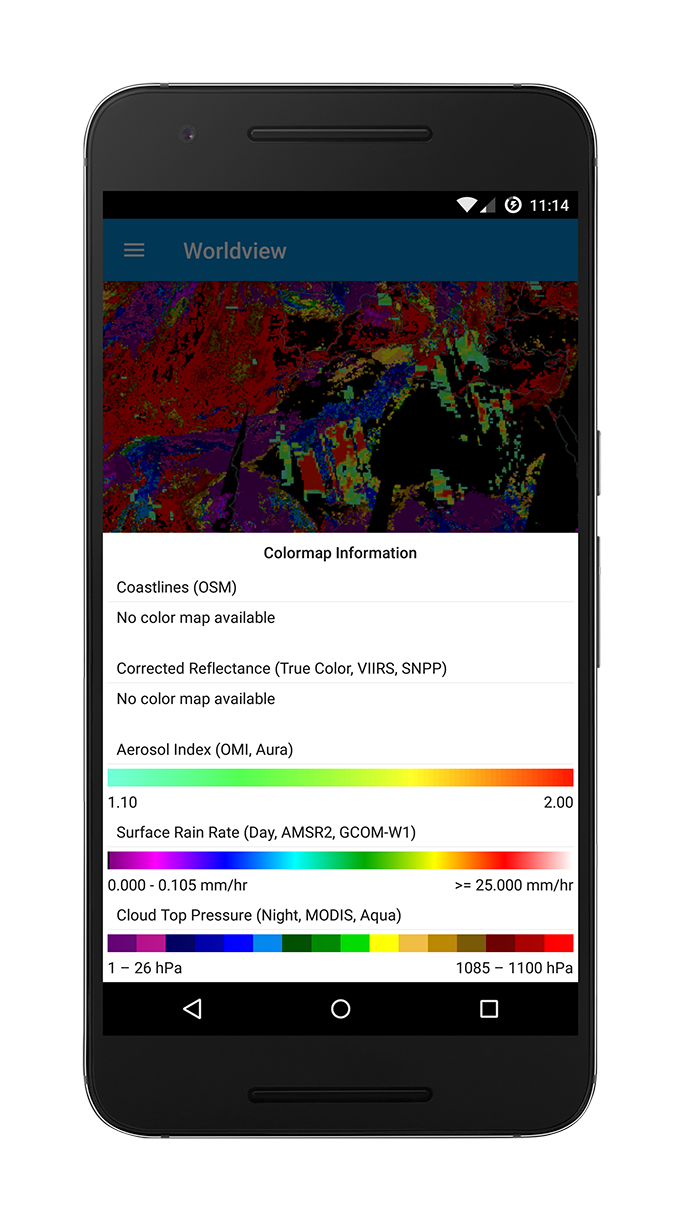 11:14
Worldview
Colormap Information
Coastlines (OSM)
No color map available
Corrected Reflectance (True Color, VIIRS, SNPP)
No color map available
Aerosol Index (OMI, Aura)
1.10 2.00
Surface Rain Rate (Day, AMSR2, GCOM-W1)
0.000 - 0.105 mm/hr >= 25.000 mm/hr
Cloud Top Pressure (Night, MODIS, Aqua)
1 – 26 hPa 1085 – 1100 hPa